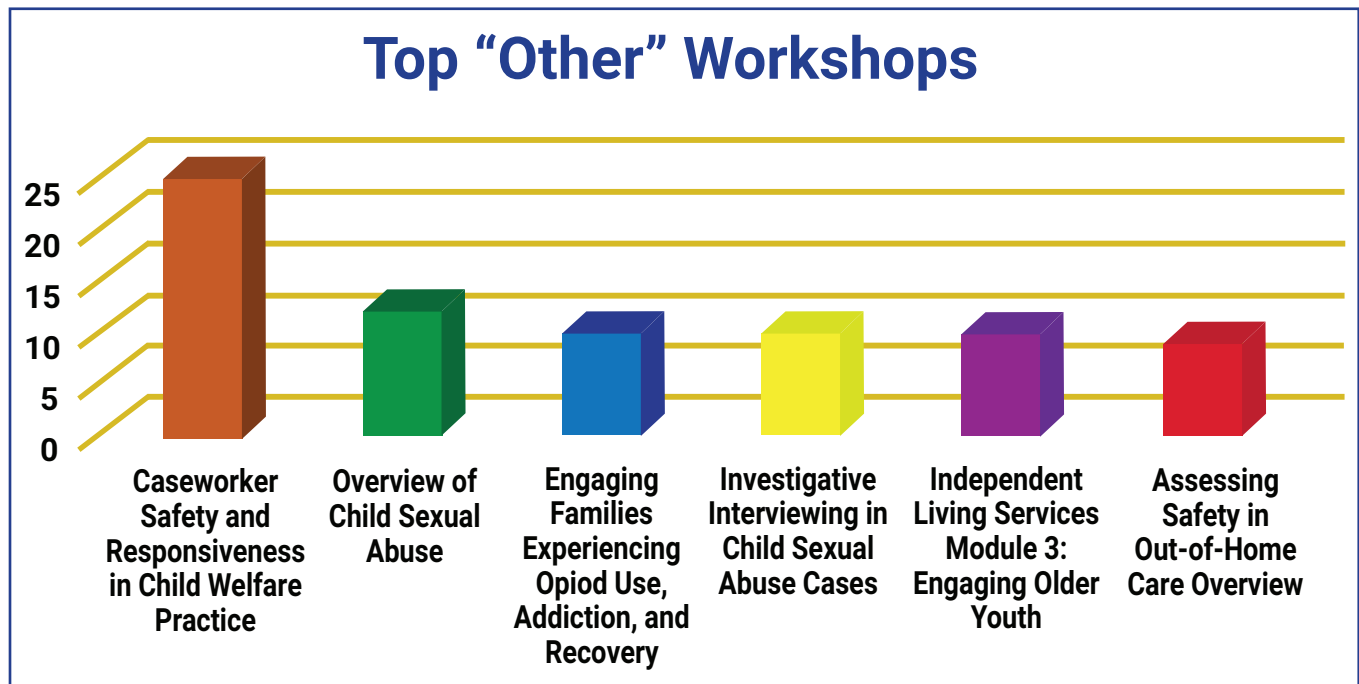 Top “Other” Workshops
25
20
15
10
5
0
Caseworker
Safety and
Responsiveness
in Child Welfare
Practice
Overview of
Child Sexual
Abuse
Engaging
Families
Experiencing
Opiod Use,
Addiction, and
Recovery
Investigative
Interviewing in
Child Sexual
Abuse Cases
Independent
Living Services
Module 3:
Engaging Older
Youth
Assessing
Safety in
Out-of-Home
Care Overview